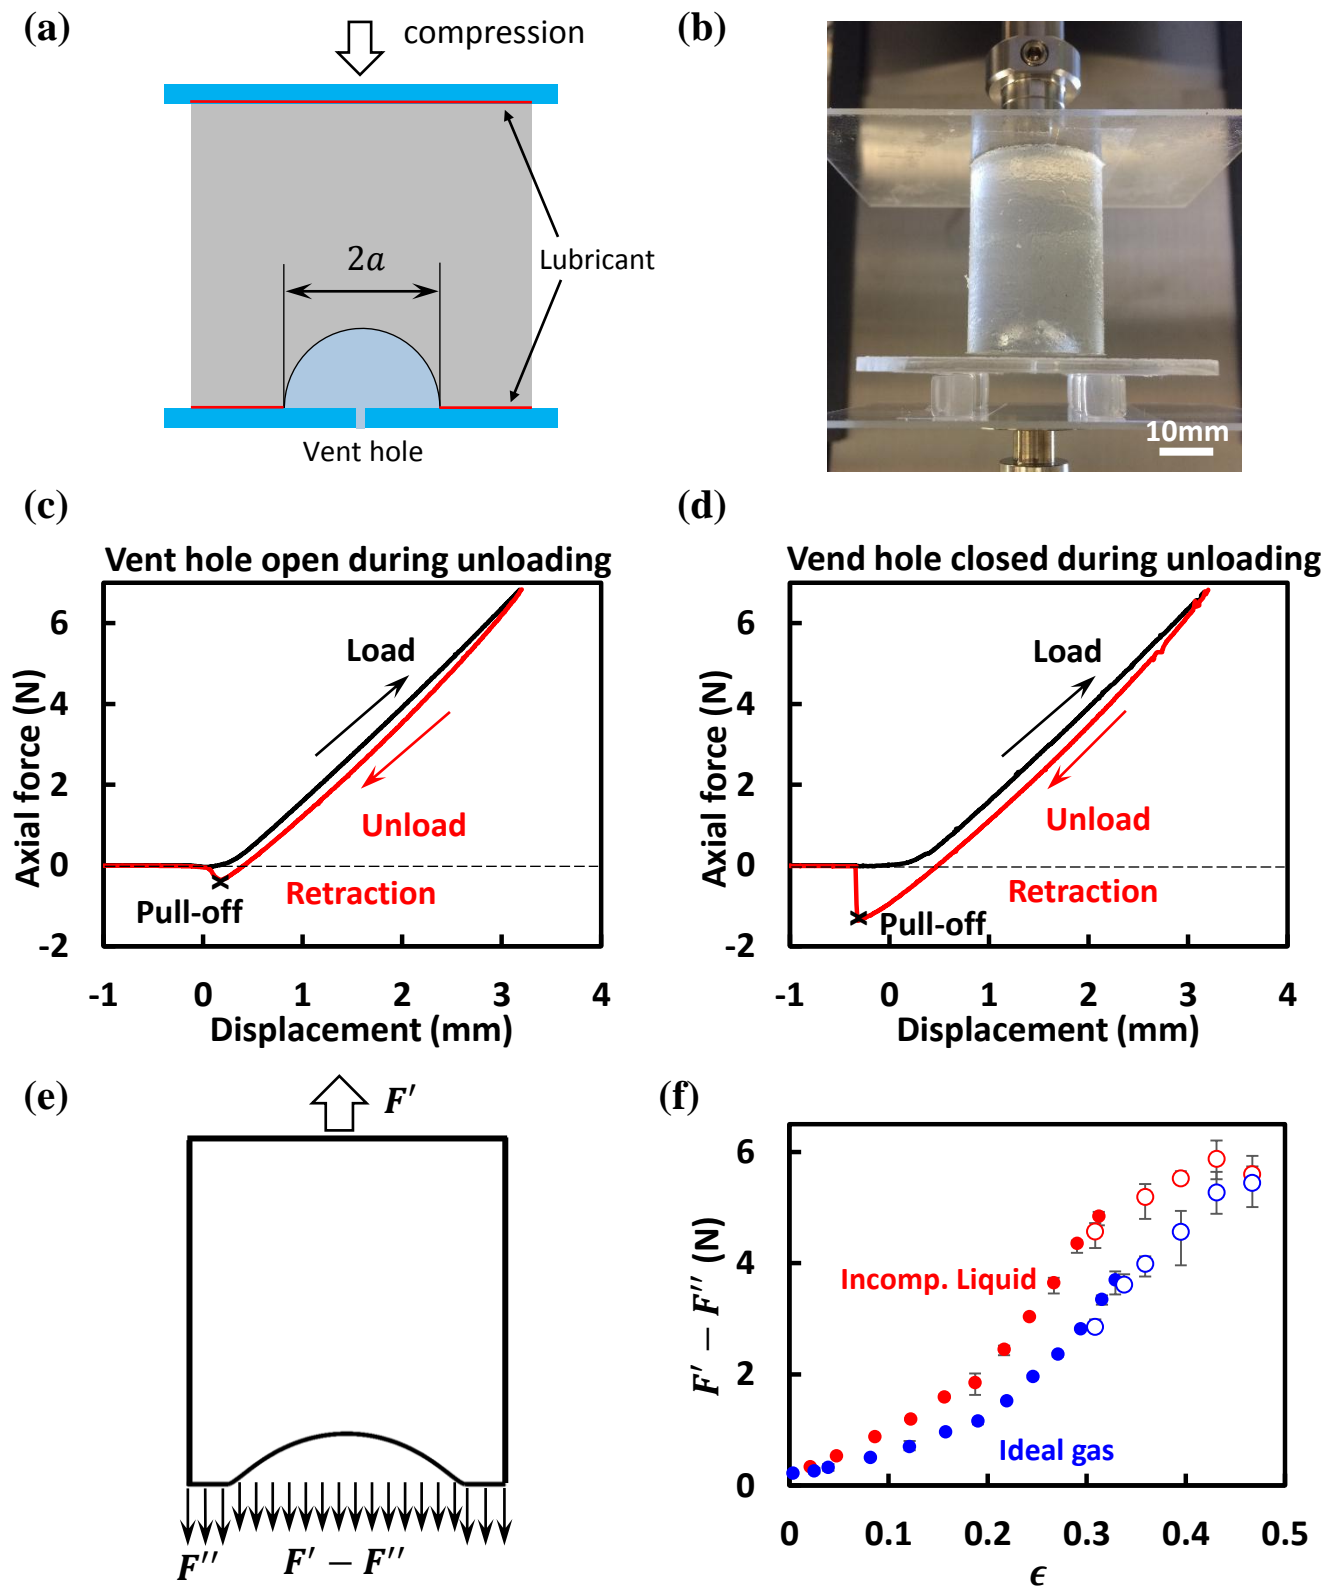 (a)
compression
2a
Lubricant
Vent hole
(b)
10mm
(c)
Vent hole open during unloading
Axial force (N)
6
4
2
0
-2
Load
Unload
Retraction
Pull-off
-1 0 1 2 3 4
Displacement (mm)
(d)
Vend hole closed during unloading
Axial force (N)
6
4
2
0
-2
Load
Unload
Retraction
Pull-off
-1 0 1 2 3 4
Displacement (mm)
(e)
F′
F′′
F′ − F′′
(f)
F′ − F′′ (N)
6
4
2
0
Incomp. Liquid
Ideal gas
0 0.1 0.2 0.3 0.4 0.5
ϵ